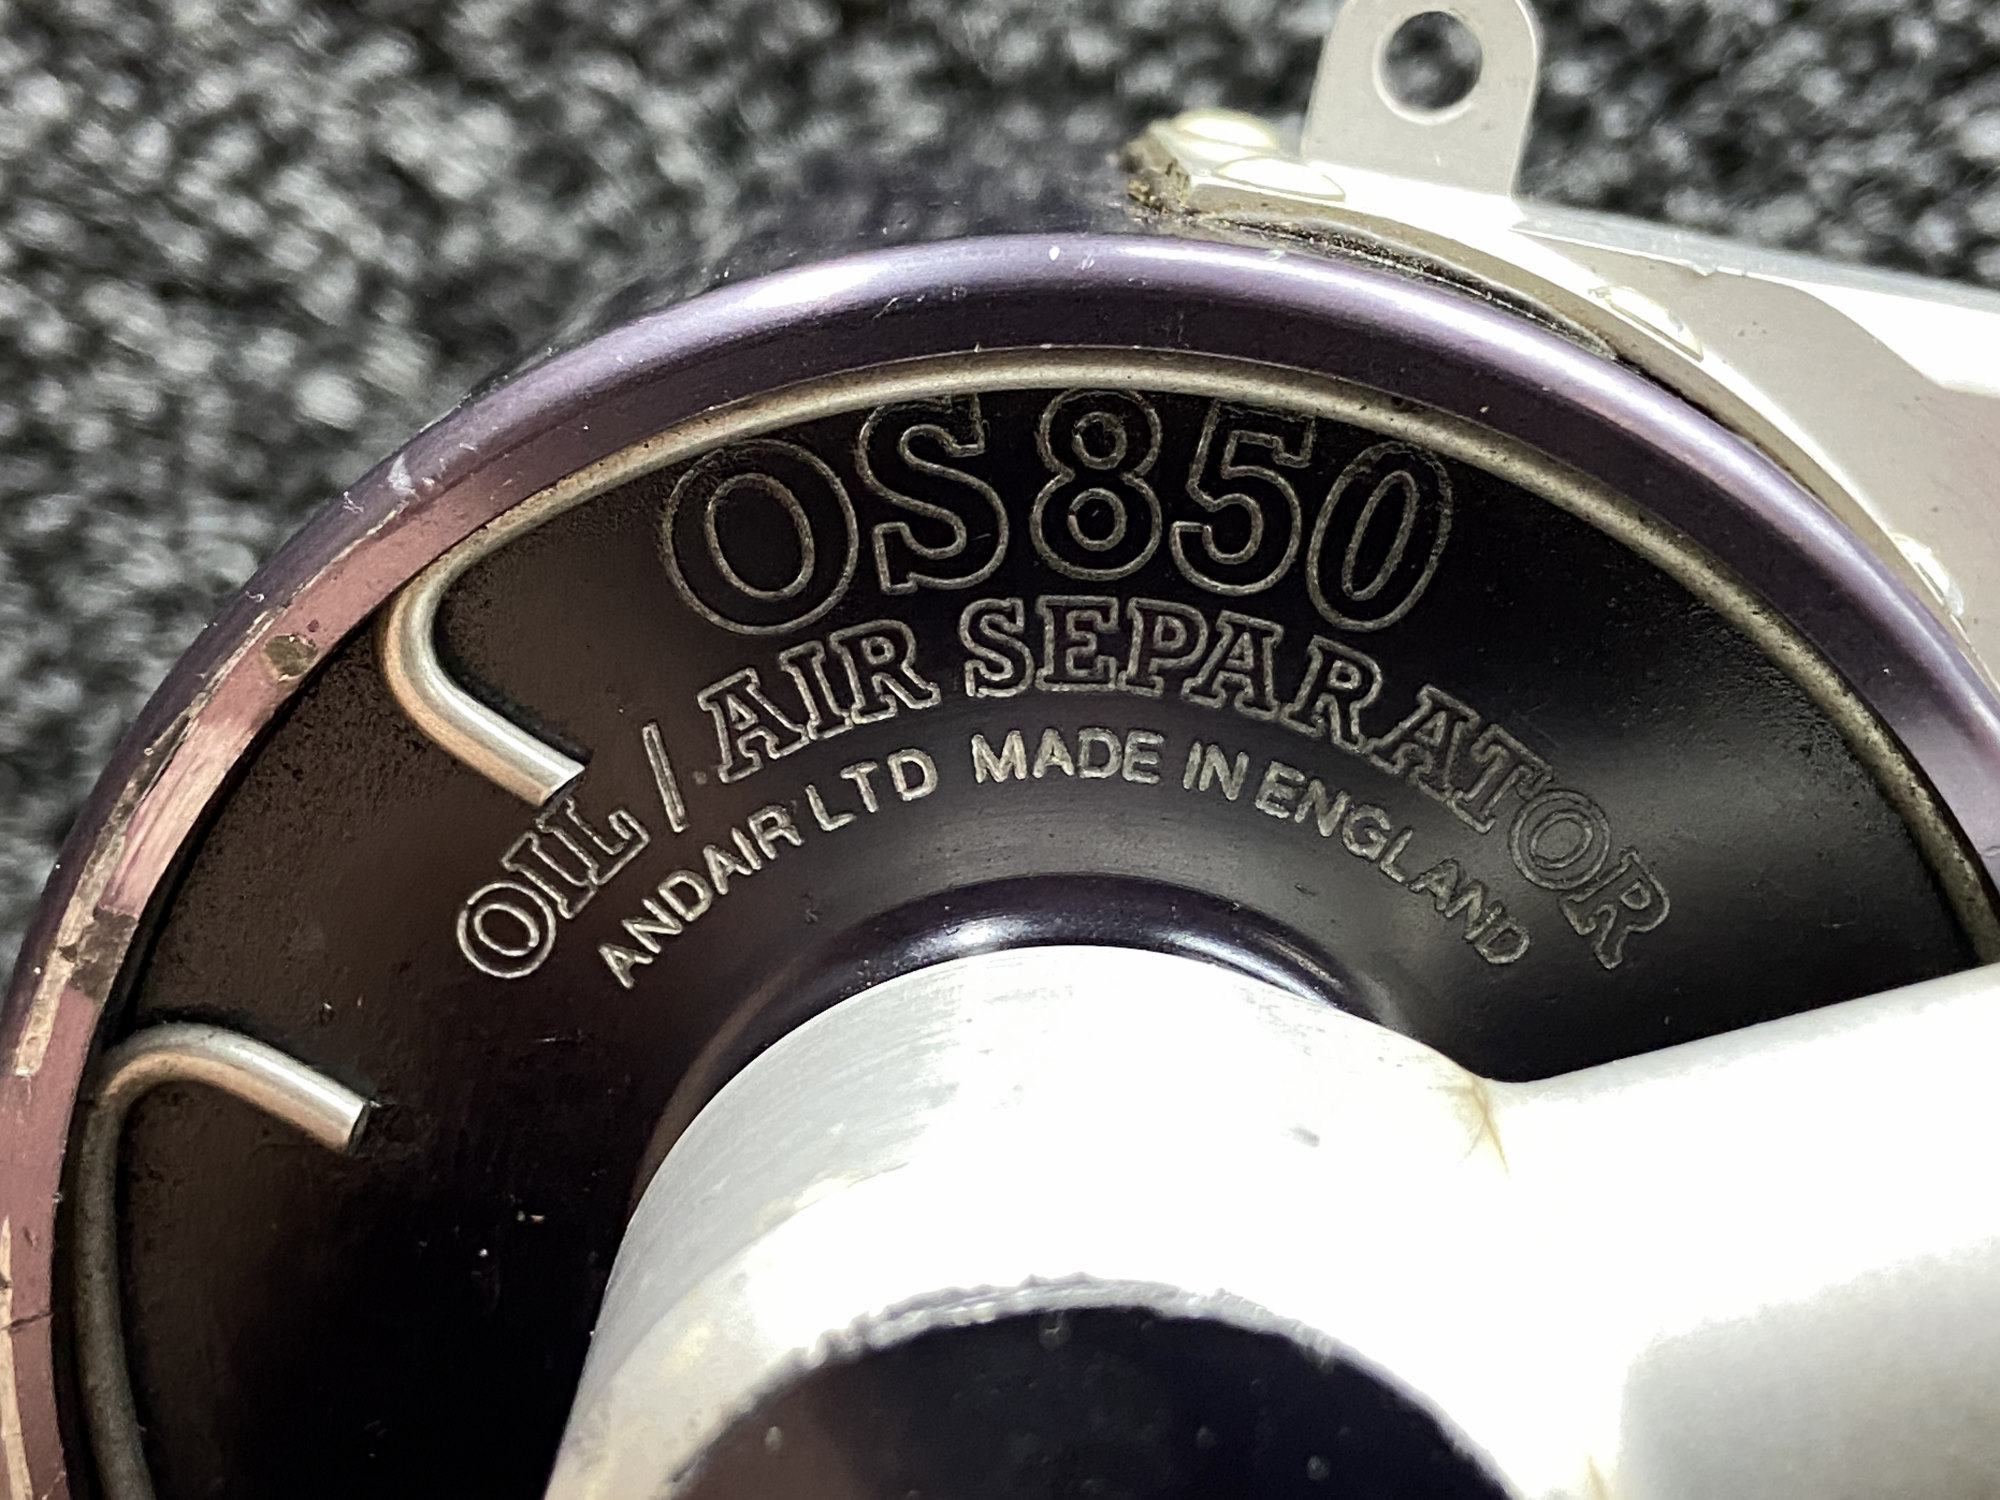 OS850
OIL / AIR SEPARATOR
ANDAIR LTD MADE IN ENGLAND